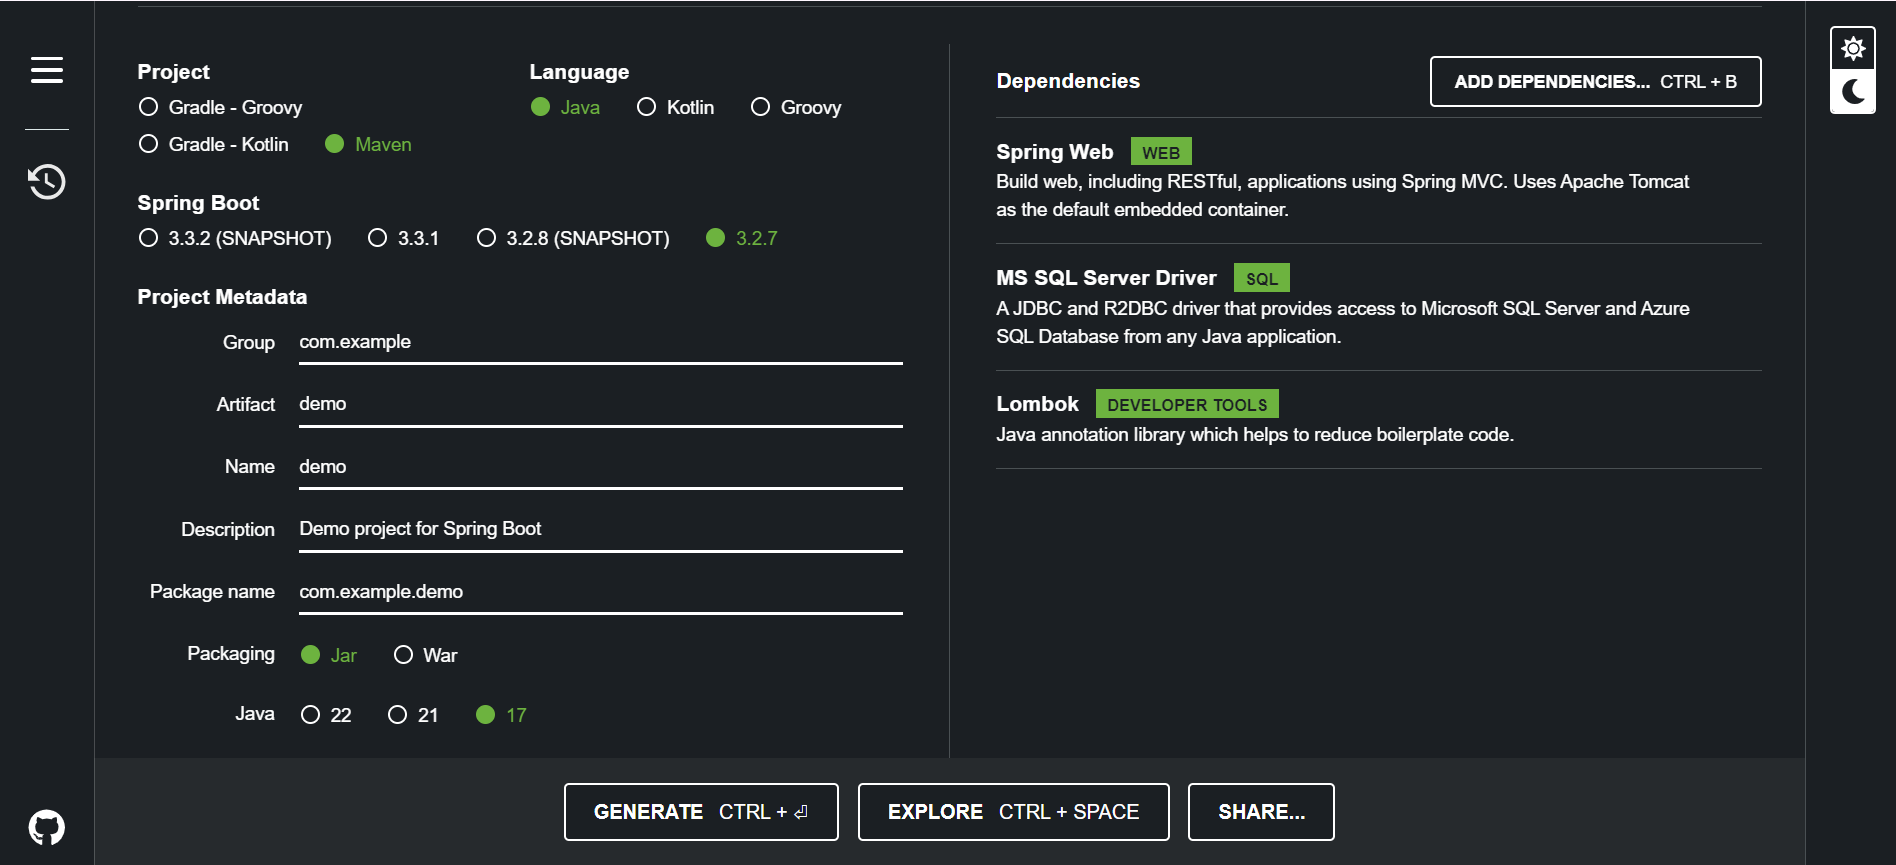 Project
Gradle - Groovy
Gradle - Kotlin Maven
Language
Java Kotlin Groovy
Spring Boot
3.3.2 (SNAPSHOT) 3.3.1 3.2.8 (SNAPSHOT) 3.2.7
Project Metadata
Group com.example
Artifact demo
Name demo
Description Demo project for Spring Boot
Package name com.example.demo
Packaging Jar War
Java 22 21 17
Dependencies
ADD DEPENDENCIES... CTRL + B
Spring Web WEB
Build web, including RESTful, applications using Spring MVC. Uses Apache Tomcat
as the default embedded container.
MS SQL Server Driver SQL
A JDBC and R2DBC driver that provides access to Microsoft SQL Server and Azure
SQL Database from any Java application.
Lombok DEVELOPER TOOLS
Java annotation library which helps to reduce boilerplate code.
GENERATE CTRL + ⏎
EXPLORE CTRL + SPACE
SHARE...